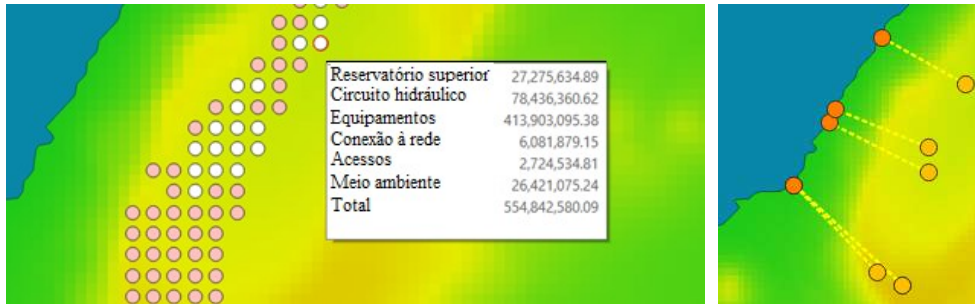 Reservatório superior 27,275,634.89
Circuito hidráulico 78,436,360.62
Equipamentos 413,903,095.38
Conexão à rede 6,081,879.15
Acessos 2,724,534.81
Meio ambiente 26,421,075.24
Total 554,842,580.09